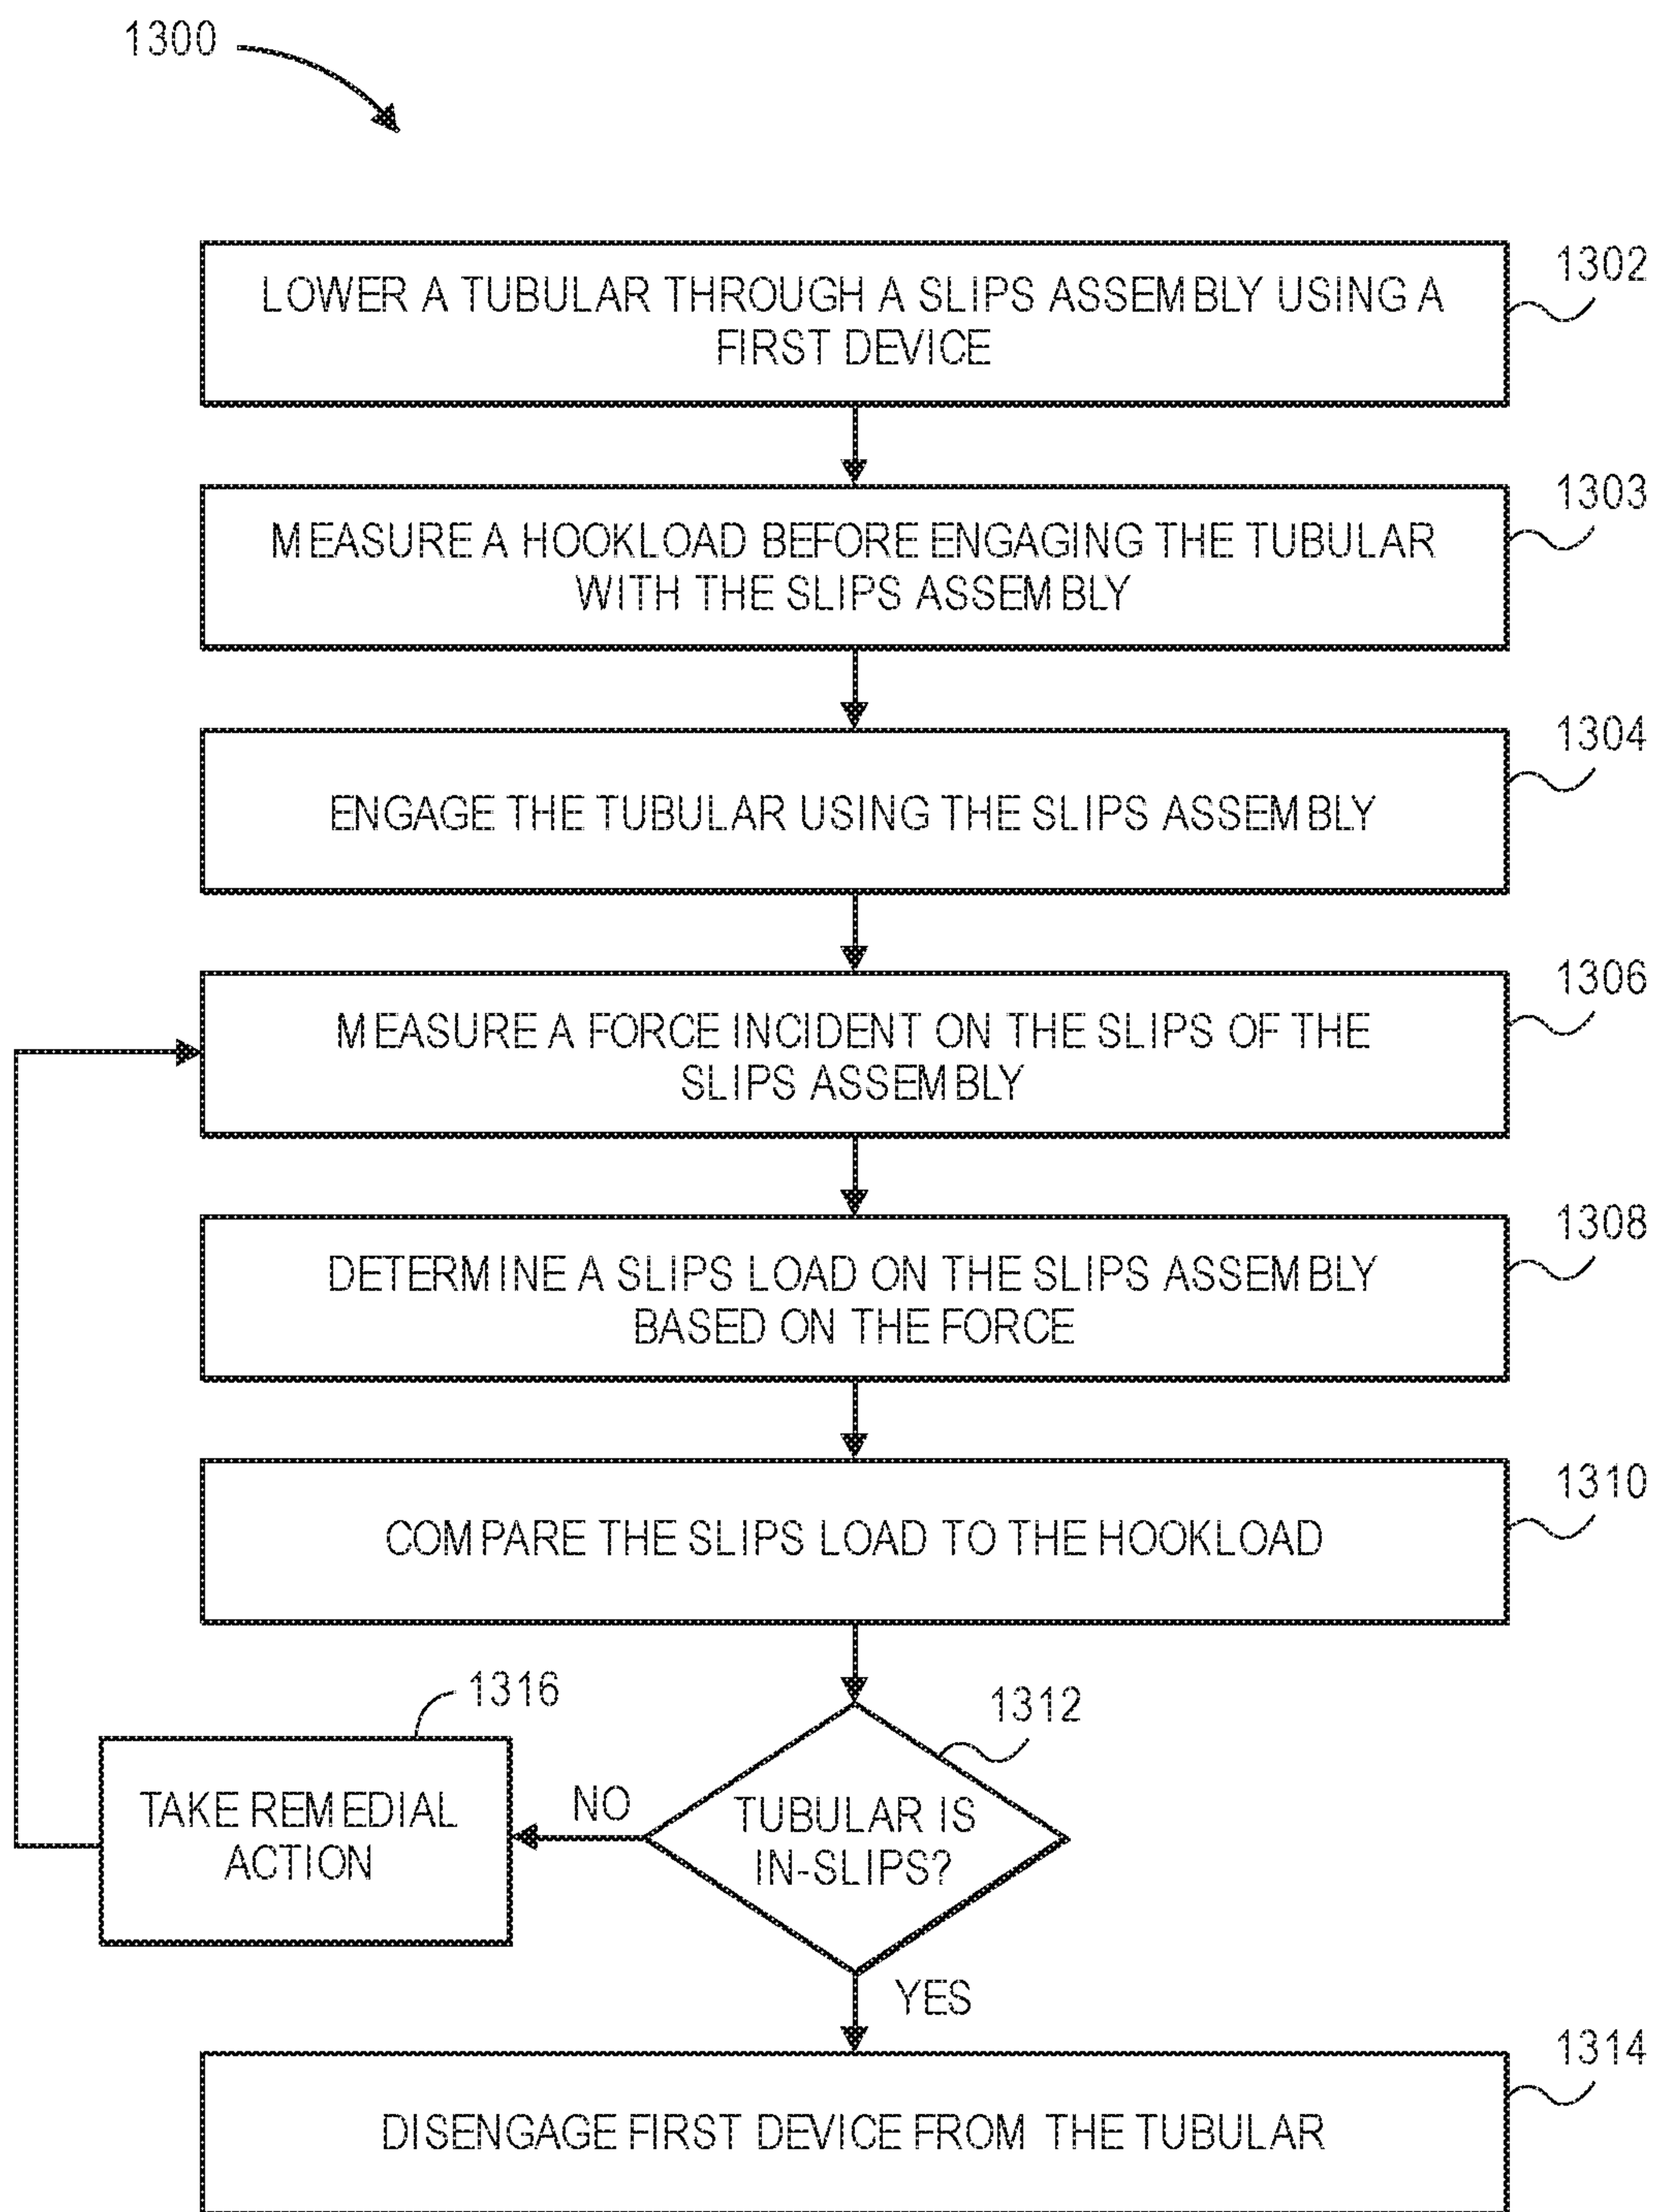 1300
LOWER A TUBULAR THROUGH A SLIPS ASSEMBLY USING A
FIRST DEVICE
1302
MEASURE A HOOKLOAD BEFORE ENGAGING THE TUBULAR
WITH THE SLIPS ASSEMBLY
1303
ENGAGE THE TUBULAR USING THE SLIPS ASSEMBLY
1304
MEASURE A FORCE INCIDENT ON THE SLIPS OF THE
SLIPS ASSEMBLY
1306
DETERMINE A SLIPS LOAD ON THE SLIPS ASSEMBLY
BASED ON THE FORCE
1308
COMPARE THE SLIPS LOAD TO THE HOOKLOAD
1310
1316
TAKE REMEDIAL
ACTION
NO
1312
TUBULAR IS
IN-SLIPS?
YES
DISENGAGE FIRST DEVICE FROM THE TUBULAR
1314